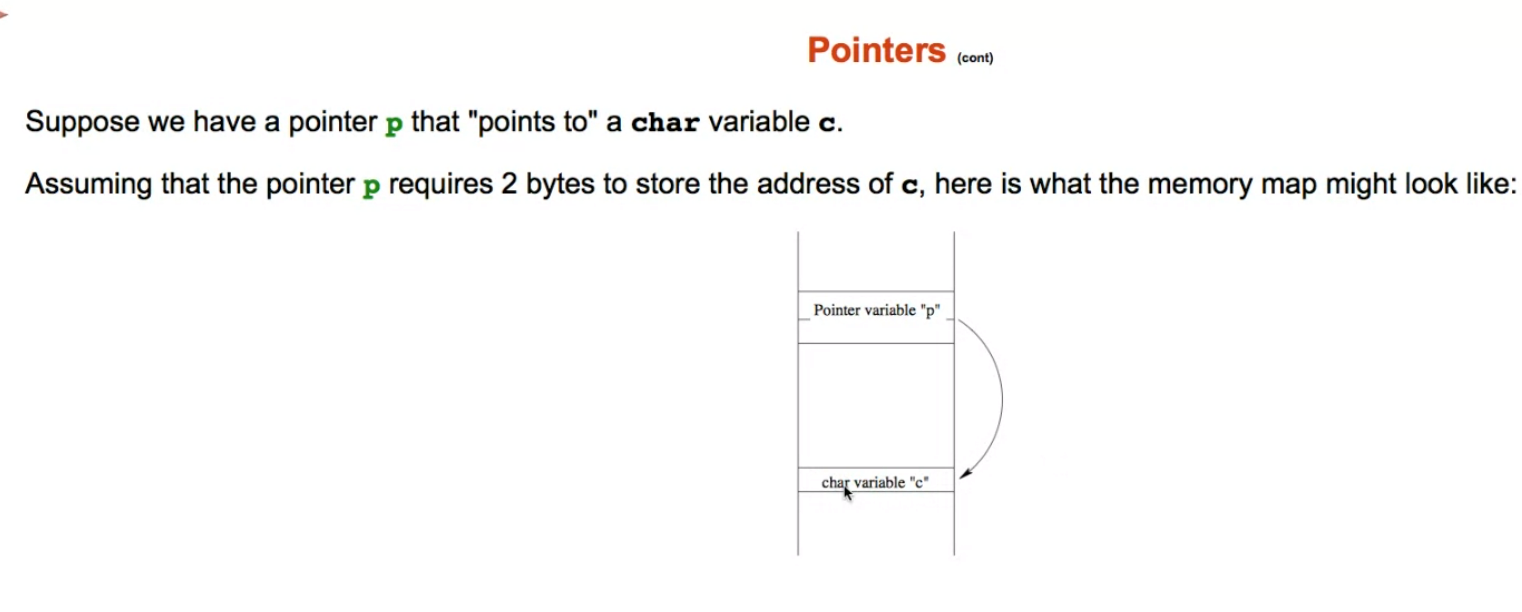 Pointers (cont)
Suppose we have a pointer p that "points to" a char variable c.
Assuming that the pointer p requires 2 bytes to store the address of c, here is what the memory map might look like:
Pointer variable "p"
char variable "c"